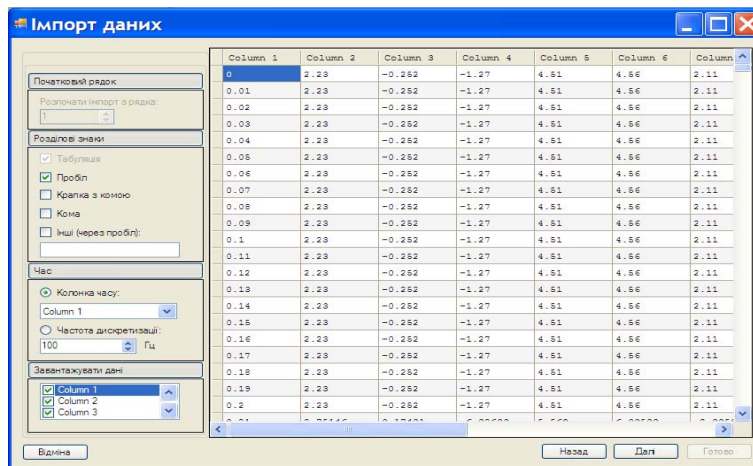 Імпорт даних
Початковий рядок
Розпочати імпорт з рядка:
1
Розділові знаки
Табуляція
Пробіл
Крапка з комою
Кома
Інші (через пробіл):
Час
Колонка часу:
Column 1
Частота дискретизації:
100 Гц
Завантажувати дані
Column 1
Column 2
Column 3
Column 1 Column 2 Column 3 Column 4 Column 5 Column 6 Column
0 2.23 -0.252 -1.27 4.51 4.56 2.11
0.01 2.23 -0.252 -1.27 4.51 4.56 2.11
0.02 2.23 -0.252 -1.27 4.51 4.56 2.11
0.03 2.23 -0.252 -1.27 4.51 4.56 2.11
0.04 2.23 -0.252 -1.27 4.51 4.56 2.11
0.05 2.23 -0.252 -1.27 4.51 4.56 2.11
0.06 2.23 -0.252 -1.27 4.51 4.56 2.11
0.07 2.23 -0.252 -1.27 4.51 4.56 2.11
0.08 2.23 -0.252 -1.27 4.51 4.56 2.11
0.09 2.23 -0.252 -1.27 4.51 4.56 2.11
0.1 2.23 -0.252 -1.27 4.51 4.56 2.11
0.11 2.23 -0.252 -1.27 4.51 4.56 2.11
0.12 2.23 -0.252 -1.27 4.51 4.56 2.11
0.13 2.23 -0.252 -1.27 4.51 4.56 2.11
0.14 2.23 -0.252 -1.27 4.51 4.56 2.11
0.15 2.23 -0.252 -1.27 4.51 4.56 2.11
0.16 2.23 -0.252 -1.27 4.51 4.56 2.11
0.17 2.23 -0.252 -1.27 4.51 4.56 2.11
0.18 2.23 -0.252 -1.27 4.51 4.56 2.11
0.19 2.23 -0.252 -1.27 4.51 4.56 2.11
0.2 2.23 -0.252 -1.27 4.51 4.56 2.11
Відміна
Назад
Далі
Готово